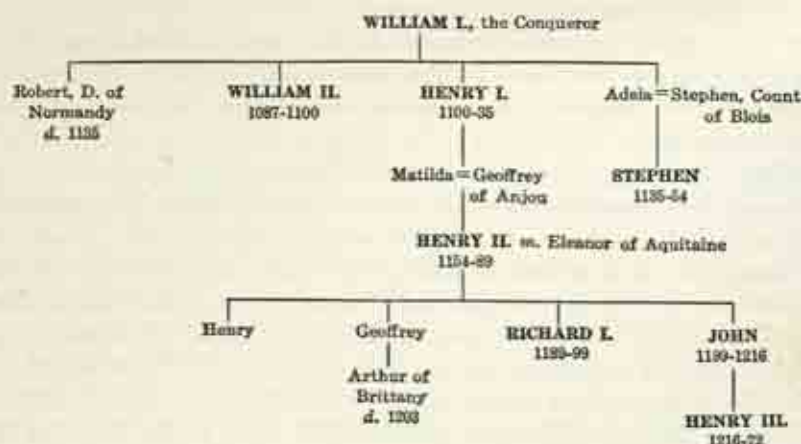 WILLIAM I., the Conqueror
Robert, D. of
Normandy
d. 1135
WILLIAM II.
1087-1100
HENRY I.
1100-35
Adela=Stephen, Count
of Blois
Matilda=Geoffrey
of Anjou
STEPHEN
1135-54
HENRY II. m. Eleanor of Aquitaine
1154-89
Henry
Geoffrey
RICHARD I.
1189-99
JOHN
1199-1216
Arthur of
Brittany
d. 1203
HENRY III.
1216-72